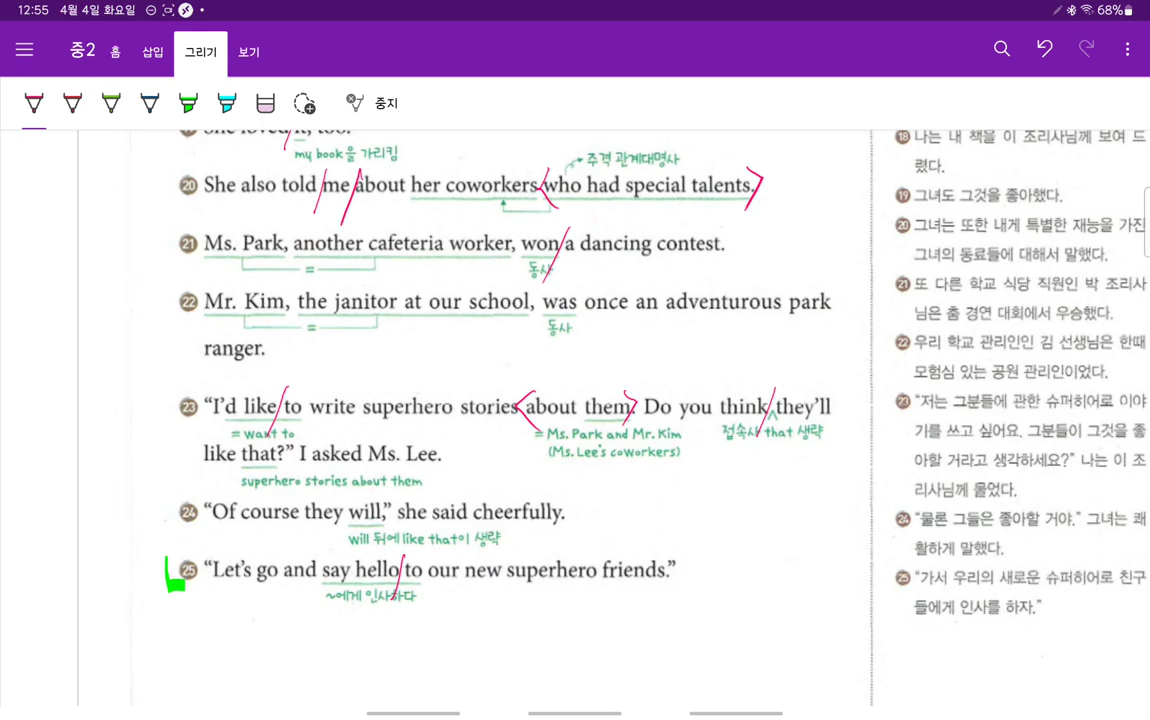 12:55 4월 4일 화요일
68%
중2 홈 삽입 그리기 보기
중지
She loved it, too.
my book을 가리킴
주격 관계대명사
20 She also told me about her coworkers who had special talents.
21 Ms. Park, another cafeteria worker, won a dancing contest.
= 동사
22 Mr. Kim, the janitor at our school, was once an adventurous park
= 동사
ranger.
23 “I’d like to write superhero stories about them. Do you think they’ll
= want to = Ms. Park and Mr. Kim 접속사 that 생략
(Ms. Lee's coworkers)
like that?” I asked Ms. Lee.
superhero stories about them
24 “Of course they will,” she said cheerfully.
will 뒤에 like that이 생략
25 “Let’s go and say hello to our new superhero friends.”
~에게 인사하다
18 나는 내 책을 이 조리사님께 보여 드
렸다.
19 그녀도 그것을 좋아했다.
20 그녀는 또한 내게 특별한 재능을 가진
그녀의 동료들에 대해서 말했다.
21 또 다른 학교 식당 직원인 박 조리사
님은 춤 경연 대회에서 우승했다.
22 우리 학교 관리인인 김 선생님은 한때
모험심 있는 공원 관리인이었다.
23 “저는 그분들에 관한 슈퍼히어로 이야
기를 쓰고 싶어요. 그분들이 그것을 좋
아할 거라고 생각하세요?” 나는 이 조
리사님께 물었다.
24 “물론 그들은 좋아할 거야.” 그녀는 쾌
활하게 말했다.
25 “가서 우리의 새로운 슈퍼히어로 친구
들에게 인사를 하자.”